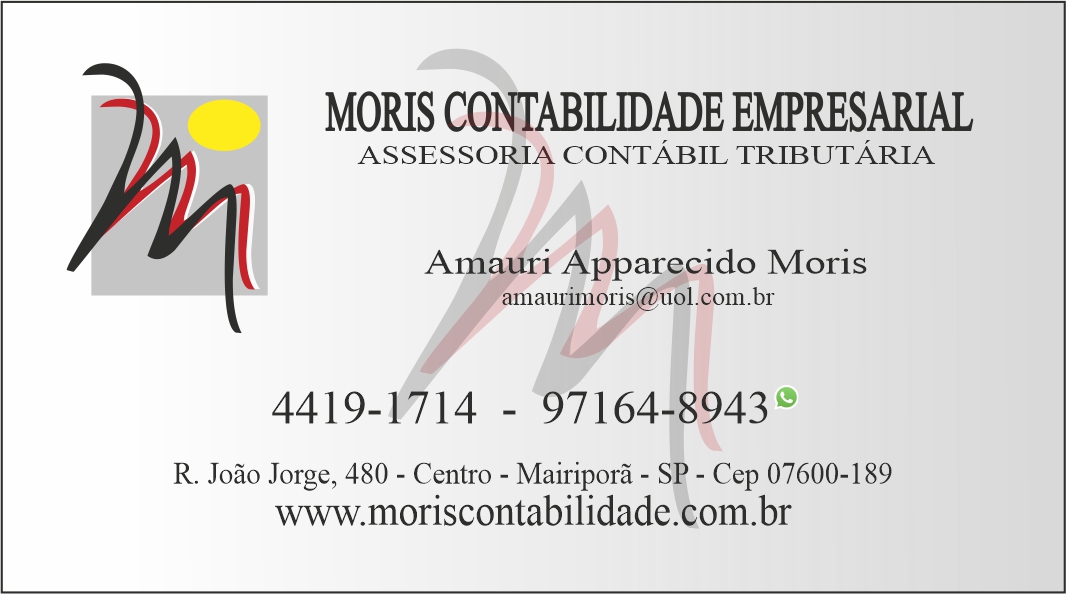 MORIS CONTABILIDADE EMPRESARIAL
ASSESSORIA CONTÁBIL TRIBUTÁRIA
Amauri Apparecido Moris
amaurimoris@uol.com.br
4419-1714 - 97164-8943
R. João Jorge, 480 - Centro - Mairiporã - SP - Cep 07600-189
www.moriscontabilidade.com.br